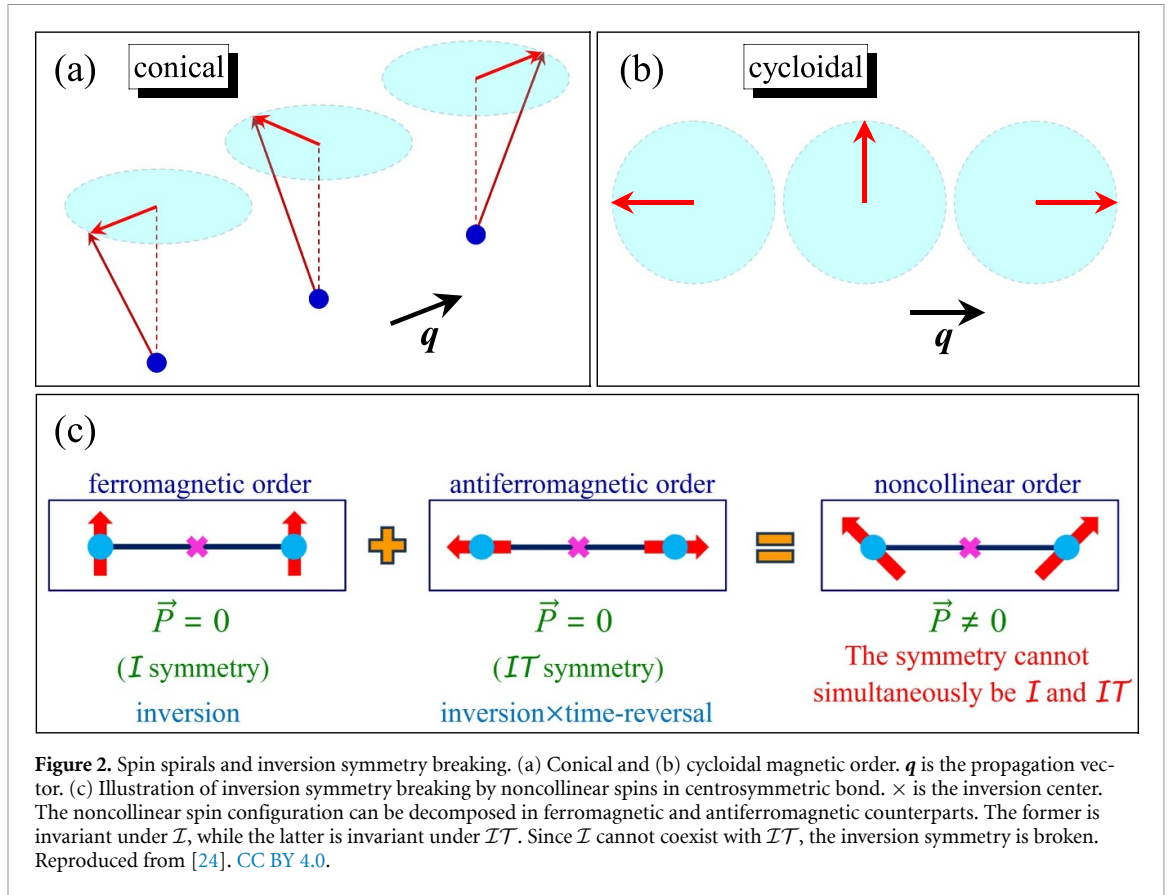 (a) conical
q
(b) cycloidal
q
(c)
ferromagnetic order
P⃗ = 0
(𝓘 symmetry)
inversion
+
antiferromagnetic order
P⃗ = 0
(𝓘𝓣 symmetry)
inversion×time-reversal
=
noncollinear order
P⃗ ≠ 0
The symmetry cannot
simultaneously be 𝓘 and 𝓘𝓣
Figure 2. Spin spirals and inversion symmetry breaking. (a) Conical and (b) cycloidal magnetic order. q is the propagation vec-
tor. (c) Illustration of inversion symmetry breaking by noncollinear spins in centrosymmetric bond. × is the inversion center.
The noncollinear spin configuration can be decomposed in ferromagnetic and antiferromagnetic counterparts. The former is
invariant under 𝓘, while the latter is invariant under 𝓘𝓣. Since 𝓘 cannot coexist with 𝓘𝓣, the inversion symmetry is broken.
Reproduced from [24]. CC BY 4.0.